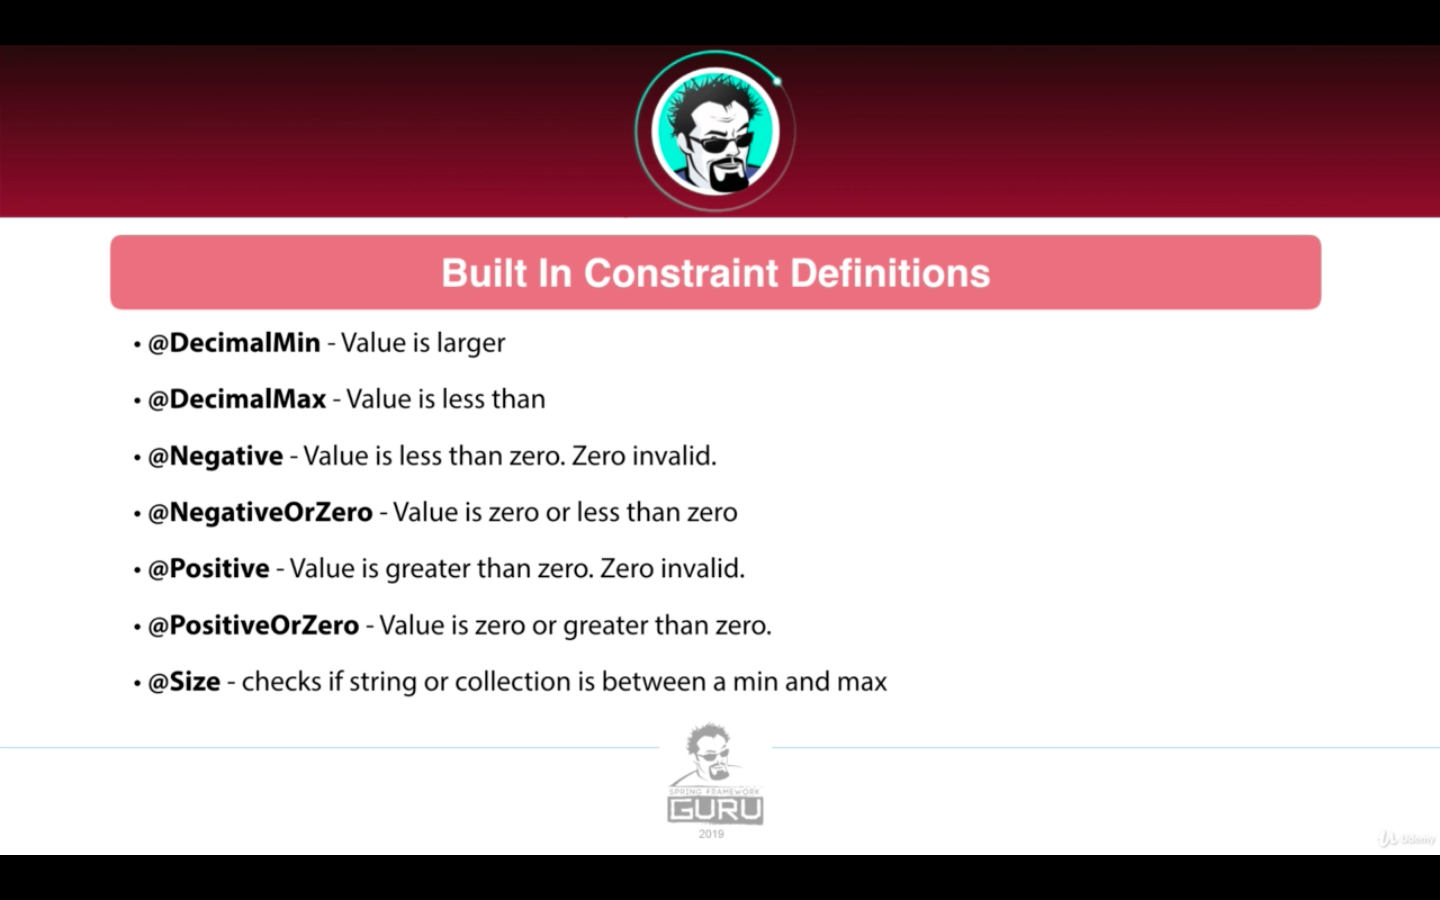 Built In Constraint Definitions
• @DecimalMin - Value is larger
• @DecimalMax - Value is less than
• @Negative - Value is less than zero. Zero invalid.
• @NegativeOrZero - Value is zero or less than zero
• @Positive - Value is greater than zero. Zero invalid.
• @PositiveOrZero - Value is zero or greater than zero.
• @Size - checks if string or collection is between a min and max
SPRING FRAMEWORK
GURU
2019
Udemy